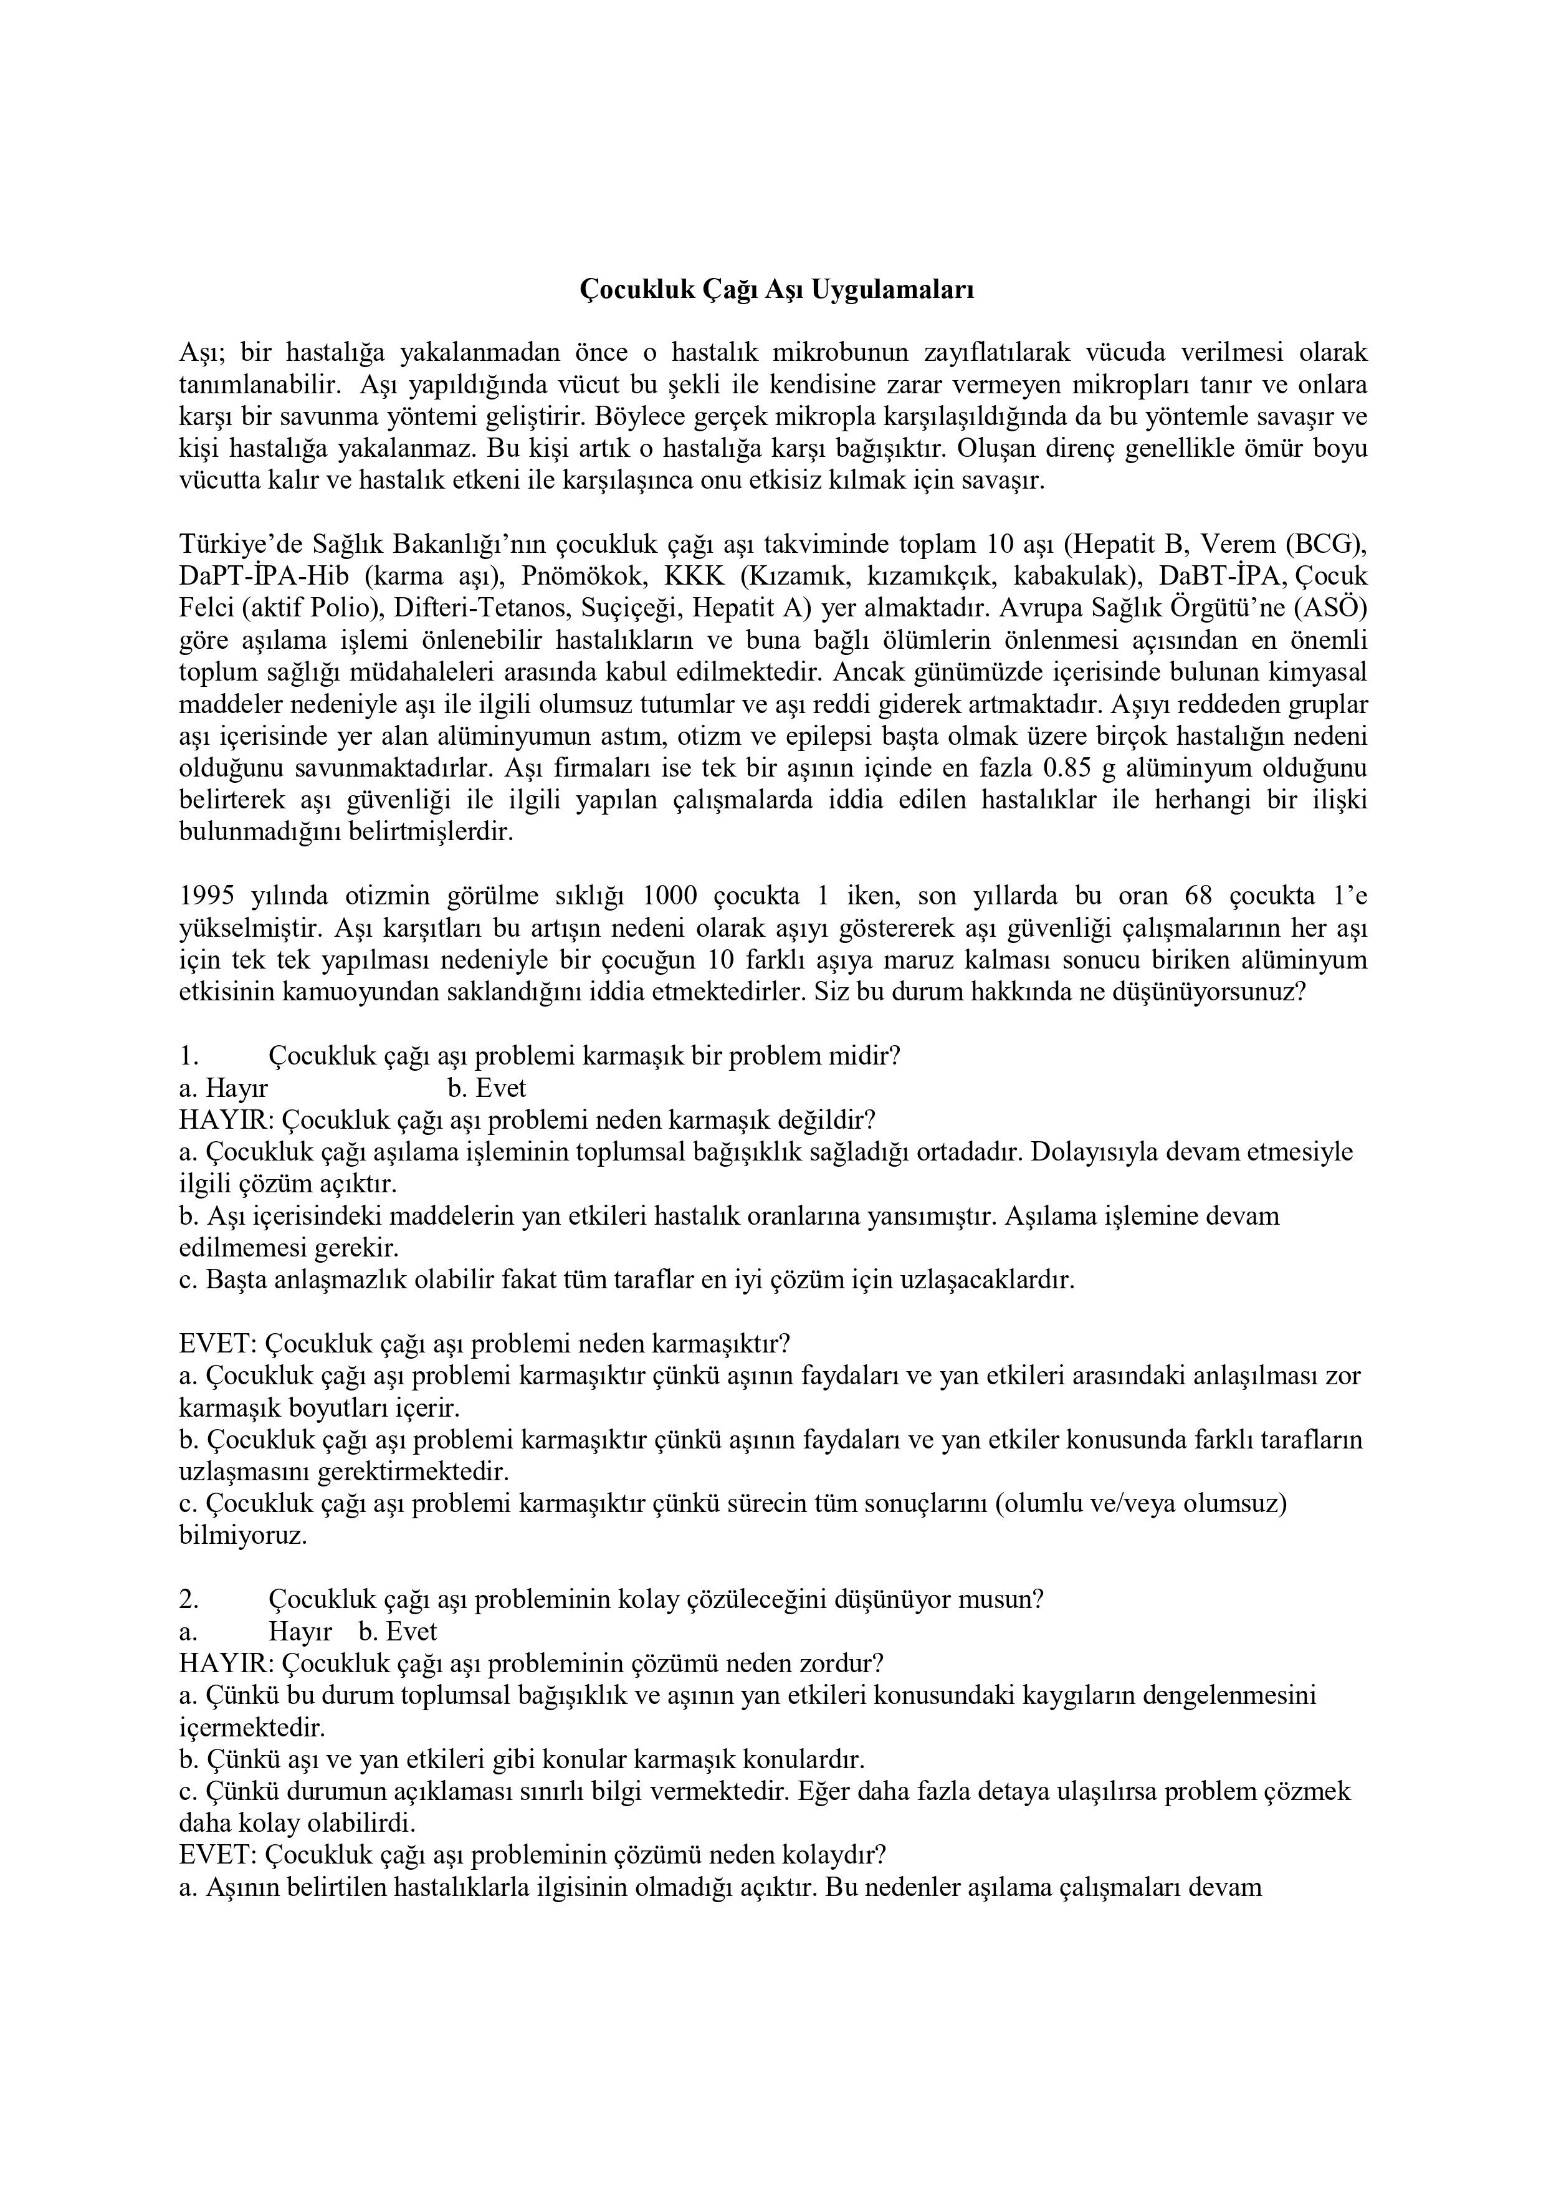 Çocukluk Çağı Aşı Uygulamaları
Aşı; bir hastalığa yakalanmadan önce o hastalık mikrobunun zayıflatılarak vücuda verilmesi olarak
tanımlanabilir. Aşı yapıldığında vücut bu şekli ile kendisine zarar vermeyen mikropları tanır ve onlara
karşı bir savunma yöntemi geliştirir. Böylece gerçek mikropla karşılaşıldığında da bu yöntemle savaşır ve
kişi hastalığa yakalanmaz. Bu kişi artık o hastalığa karşı bağışıktır. Oluşan direnç genellikle ömür boyu
vücutta kalır ve hastalık etkeni ile karşılaşınca onu etkisiz kılmak için savaşır.
Türkiye’de Sağlık Bakanlığı’nın çocukluk çağı aşı takviminde toplam 10 aşı (Hepatit B, Verem (BCG),
DaPT-İPA-Hib (karma aşı), Pnömökok, KKK (Kızamık, kızamıkçık, kabakulak), DaBT-İPA, Çocuk
Felci (aktif Polio), Difteri-Tetanos, Suçiçeği, Hepatit A) yer almaktadır. Avrupa Sağlık Örgütü’ne (ASÖ)
göre aşılama işlemi önlenebilir hastalıkların ve buna bağlı ölümlerin önlenmesi açısından en önemli
toplum sağlığı müdahaleleri arasında kabul edilmektedir. Ancak günümüzde içerisinde bulunan kimyasal
maddeler nedeniyle aşı ile ilgili olumsuz tutumlar ve aşı reddi giderek artmaktadır. Aşıyı reddeden gruplar
aşı içerisinde yer alan alüminyumun astım, otizm ve epilepsi başta olmak üzere birçok hastalığın nedeni
olduğunu savunmaktadırlar. Aşı firmaları ise tek bir aşının içinde en fazla 0.85 g alüminyum olduğunu
belirterek aşı güvenliği ile ilgili yapılan çalışmalarda iddia edilen hastalıklar ile herhangi bir ilişki
bulunmadığını belirtmişlerdir.
1995 yılında otizmin görülme sıklığı 1000 çocukta 1 iken, son yıllarda bu oran 68 çocukta 1’e
yükselmiştir. Aşı karşıtları bu artışın nedeni olarak aşıyı göstererek aşı güvenliği çalışmalarının her aşı
için tek tek yapılması nedeniyle bir çocuğun 10 farklı aşıya maruz kalması sonucu biriken alüminyum
etkisinin kamuoyundan saklandığını iddia etmektedirler. Siz bu durum hakkında ne düşünüyorsunuz?
1. Çocukluk çağı aşı problemi karmaşık bir problem midir?
a. Hayır b. Evet
HAYIR: Çocukluk çağı aşı problemi neden karmaşık değildir?
a. Çocukluk çağı aşılama işleminin toplumsal bağışıklık sağladığı ortadadır. Dolayısıyla devam etmesiyle
ilgili çözüm açıktır.
b. Aşı içerisindeki maddelerin yan etkileri hastalık oranlarına yansımıştır. Aşılama işlemine devam
edilmemesi gerekir.
c. Başta anlaşmazlık olabilir fakat tüm taraflar en iyi çözüm için uzlaşacaklardır.
EVET: Çocukluk çağı aşı problemi neden karmaşıktır?
a. Çocukluk çağı aşı problemi karmaşıktır çünkü aşının faydaları ve yan etkileri arasındaki anlaşılması zor
karmaşık boyutları içerir.
b. Çocukluk çağı aşı problemi karmaşıktır çünkü aşının faydaları ve yan etkiler konusunda farklı tarafların
uzlaşmasını gerektirmektedir.
c. Çocukluk çağı aşı problemi karmaşıktır çünkü sürecin tüm sonuçlarını (olumlu ve/veya olumsuz)
bilmiyoruz.
2. Çocukluk çağı aşı probleminin kolay çözüleceğini düşünüyor musun?
a. Hayır b. Evet
HAYIR: Çocukluk çağı aşı probleminin çözümü neden zordur?
a. Çünkü bu durum toplumsal bağışıklık ve aşının yan etkileri konusundaki kaygıların dengelenmesini
içermektedir.
b. Çünkü aşı ve yan etkileri gibi konular karmaşık konulardır.
c. Çünkü durumun açıklaması sınırlı bilgi vermektedir. Eğer daha fazla detaya ulaşılırsa problem çözmek
daha kolay olabilirdi.
EVET: Çocukluk çağı aşı probleminin çözümü neden kolaydır?
a. Aşının belirtilen hastalıklarla ilgisinin olmadığı açıktır. Bu nedenler aşılama çalışmaları devam